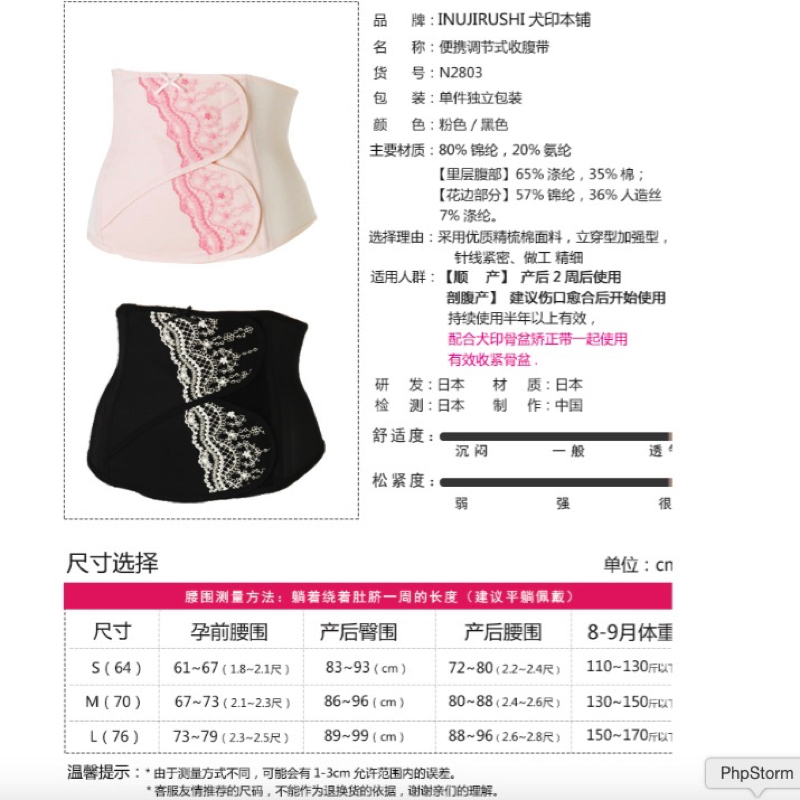 品 牌：INUJIRUSHI 犬印本铺
名 称：便携调节式收腹带
货 号：N2803
包 装：单件独立包装
颜 色：粉色 / 黑色
主要材质：80% 锦纶，20% 氨纶
【里层腹部】65% 涤纶，35% 棉；
【花边部分】57% 锦纶，36% 人造丝
7% 涤纶。
选择理由：采用优质精梳棉面料，立穿型加强型，
针线紧密、做工 精细
适用人群：【顺 产】 产后 2 周后使用
剖腹产】 建议伤口愈合后开始使用
持续使用半年以上有效，
配合犬印骨盆矫正带一起使用
有效收紧骨盆．
研 发：日本 材 质：日本
检 测：日本 制 作：中国
舒适度：
沉闷 一般 透
松紧度：
弱 强 很
尺寸选择 单位：cm
腰围测量方法：躺着绕着肚脐一周的长度（建议平躺佩戴）
尺寸 孕前腰围 产后臀围 产后腰围 8-9月体重
S（64） 61~67（1.8~2.1尺） 83~93（cm） 72~80（2.2~2.4尺） 110~130斤以下
M（70） 67~73（2.1~2.3尺） 86~96（cm） 80~88（2.4~2.6尺） 130~150斤以下
L（76） 73~79（2.3~2.5尺） 89~99（cm） 88~96（2.6~2.8尺） 150~170斤以下
温馨提示：* 由于测量方式不同，可能会有 1-3cm 允许范围内的误差。
* 客服友情推荐的尺码，不能作为退换货的依据，谢谢亲们的理解。
PhpStorm